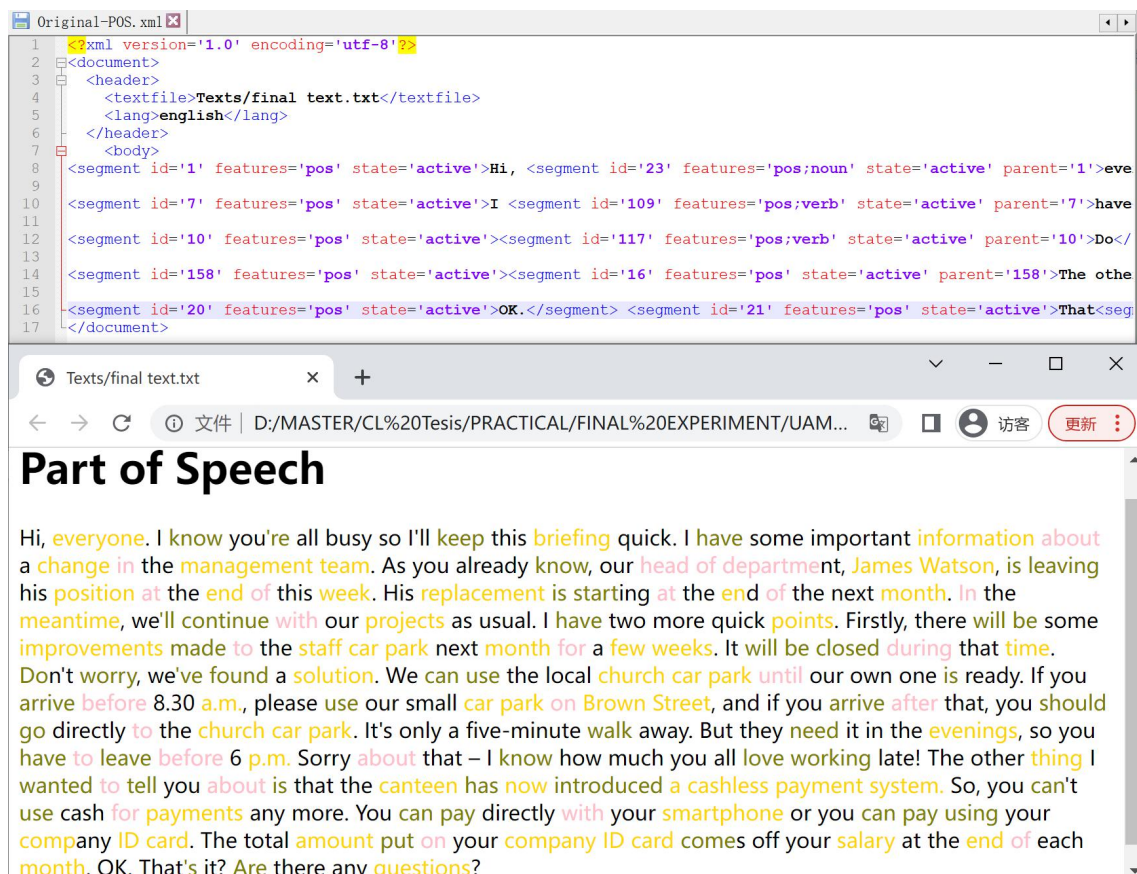 Original-POS.xml
1 <?xml version='1.0' encoding='utf-8'?>
2 <document>
3 <header>
4 <textfile>Texts/final text.txt</textfile>
5 <lang>english</lang>
6 </header>
7 <body>
8 <segment id='1' features='pos' state='active'>Hi, <segment id='23' features='pos;noun' state='active' parent='1'>eve
9
10 <segment id='7' features='pos' state='active'>I <segment id='109' features='pos;verb' state='active' parent='7'>have
11
12 <segment id='10' features='pos' state='active'><segment id='117' features='pos;verb' state='active' parent='10'>Do</
13
14 <segment id='158' features='pos' state='active'><segment id='16' features='pos' state='active' parent='158'>The othe
15
16 <segment id='20' features='pos' state='active'>OK.</segment> <segment id='21' features='pos' state='active'>That<seg
17 </document>
Texts/final text.txt
文件 D:/MASTER/CL%20Tesis/PRACTICAL/FINAL%20EXPERIMENT/UAM... 访客 更新
Part of Speech
Hi, everyone. I know you're all busy so I'll keep this briefing quick. I have some important information about
a change in the management team. As you already know, our head of department, James Watson, is leaving
his position at the end of this week. His replacement is starting at the end of the next month. In the
meantime, we'll continue with our projects as usual. I have two more quick points. Firstly, there will be some
improvements made to the staff car park next month for a few weeks. It will be closed during that time.
Don't worry, we've found a solution. We can use the local church car park until our own one is ready. If you
arrive before 8.30 a.m., please use our small car park on Brown Street, and if you arrive after that, you should
go directly to the church car park. It's only a five-minute walk away. But they need it in the evenings, so you
have to leave before 6 p.m. Sorry about that – I know how much you all love working late! The other thing I
wanted to tell you about is that the canteen has now introduced a cashless payment system. So, you can't
use cash for payments any more. You can pay directly with your smartphone or you can pay using your
company ID card. The total amount put on your company ID card comes off your salary at the end of each
month. OK. That's it? Are there any questions?